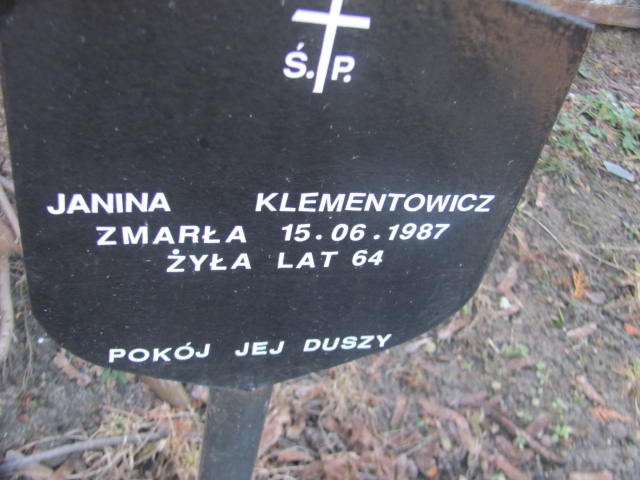 Ś.P.
JANINA KLEMENTOWICZ
ZMARŁA 15.06.1987
ŻYŁA LAT 64
POKÓJ JEJ DUSZY